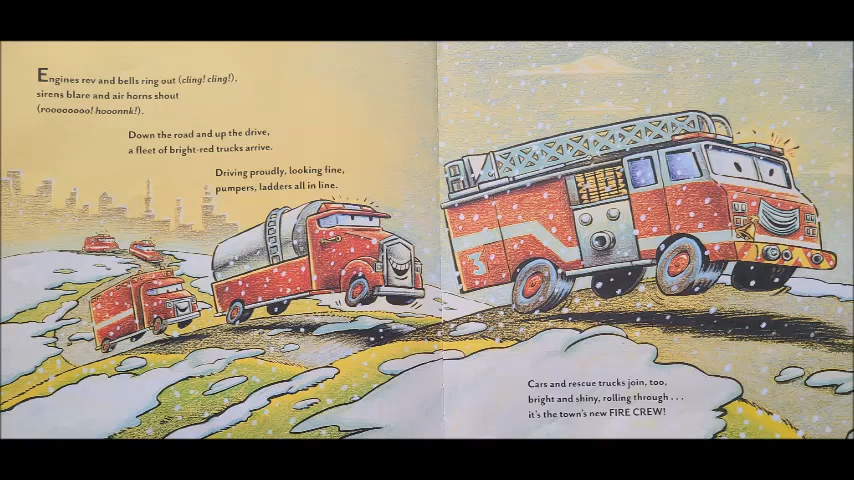 Engines rev and bells ring out (cling! cling!),
sirens blare and air horns shout
(roooooooo! hooonnk!).
Down the road and up the drive,
a fleet of bright-red trucks arrive.
Driving proudly, looking fine,
pumpers, ladders all in line.
3
Cars and rescue trucks join, too,
bright and shiny, rolling through . . .
it's the town's new FIRE CREW!